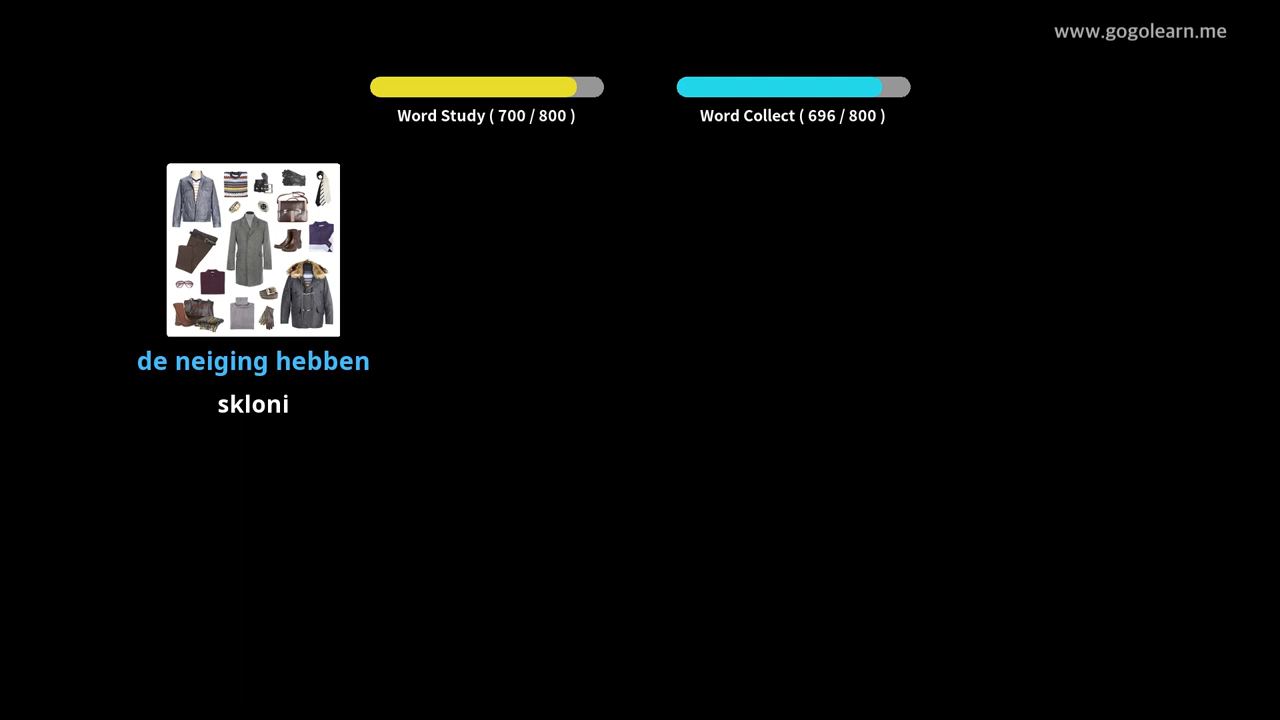 www.gogolearn.me
Word Study ( 700 / 800 )
Word Collect ( 696 / 800 )
de neiging hebben
skloni